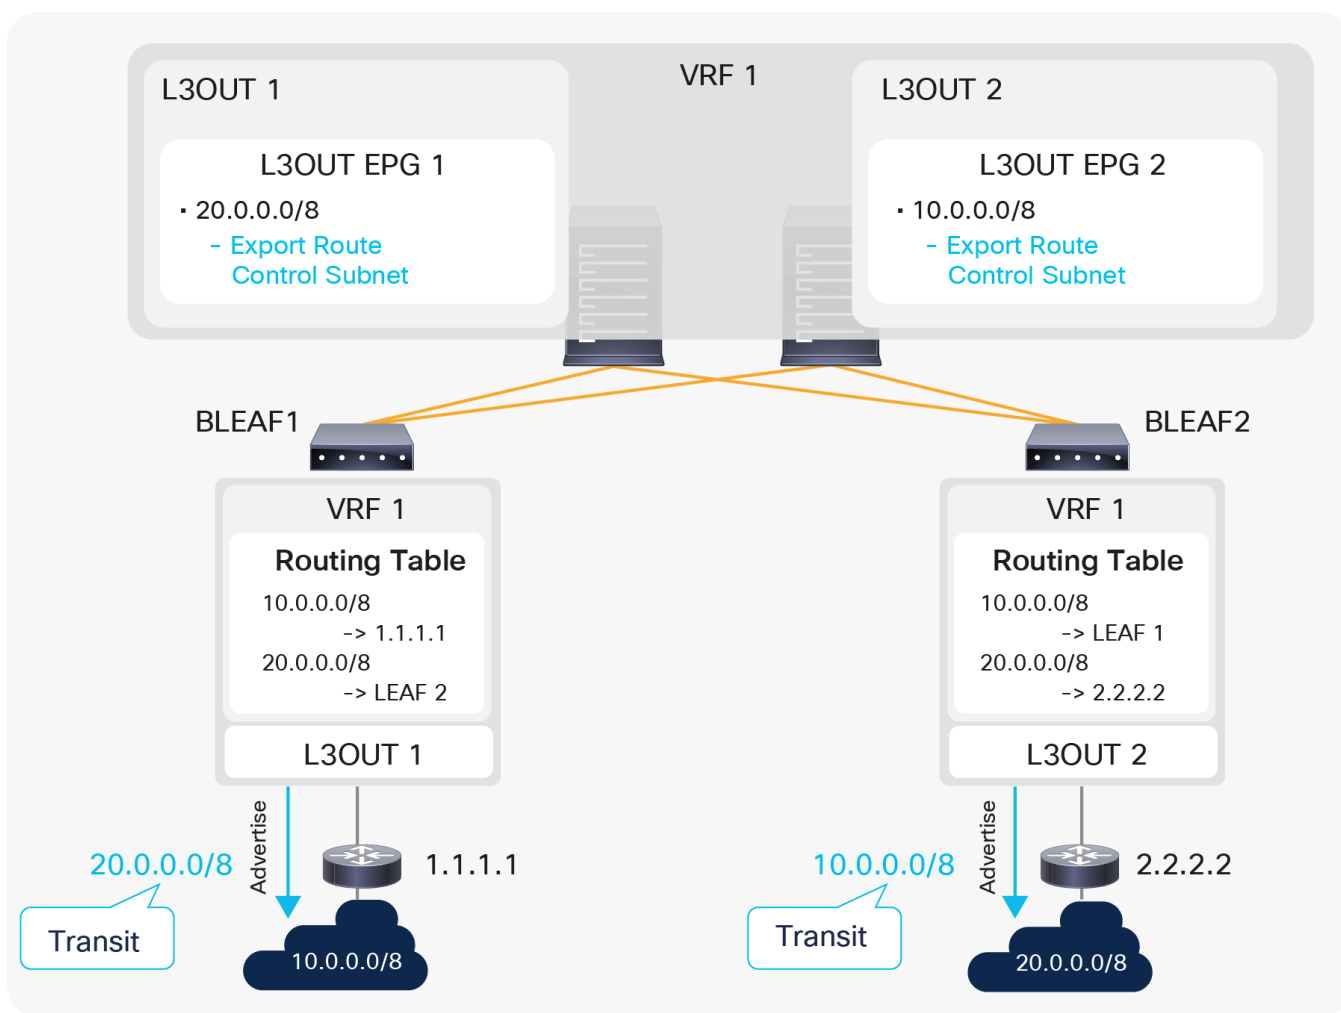 VRF 1
L3OUT 1
L3OUT EPG 1
▪ 20.0.0.0/8
- Export Route
Control Subnet
L3OUT 2
L3OUT EPG 2
▪ 10.0.0.0/8
- Export Route
Control Subnet
BLEAF1
VRF 1
Routing Table
10.0.0.0/8
-> 1.1.1.1
20.0.0.0/8
-> LEAF 2
L3OUT 1
Advertise
20.0.0.0/8
Transit
1.1.1.1
10.0.0.0/8
BLEAF2
VRF 1
Routing Table
10.0.0.0/8
-> LEAF 1
20.0.0.0/8
-> 2.2.2.2
L3OUT 2
Advertise
10.0.0.0/8
Transit
2.2.2.2
20.0.0.0/8